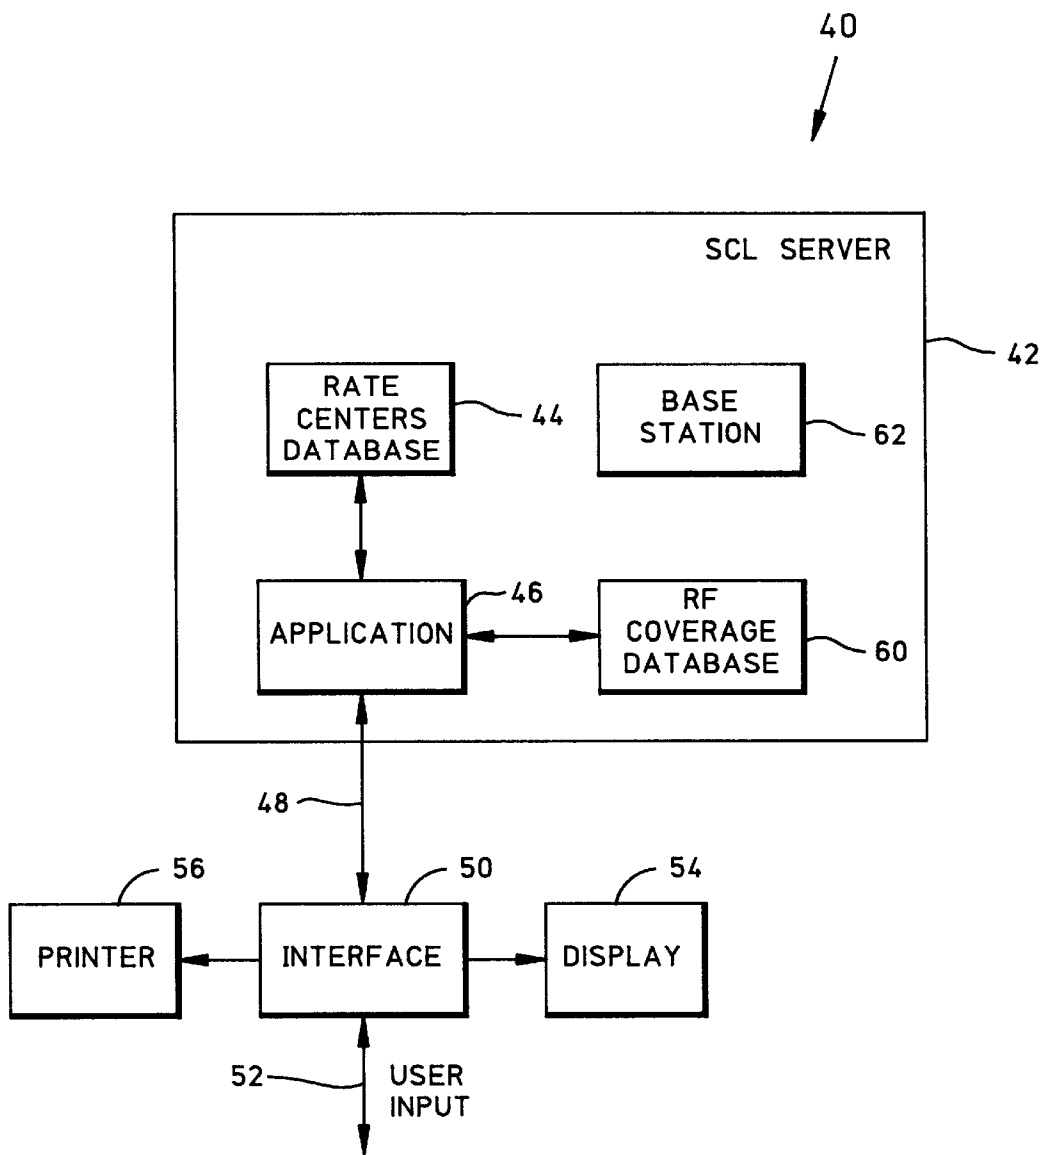 40
SCL SERVER
42
RATE
CENTERS
DATABASE
44
BASE
STATION
62
APPLICATION
46
RF
COVERAGE
DATABASE
60
48
56
50
54
PRINTER
INTERFACE
DISPLAY
52
USER
INPUT